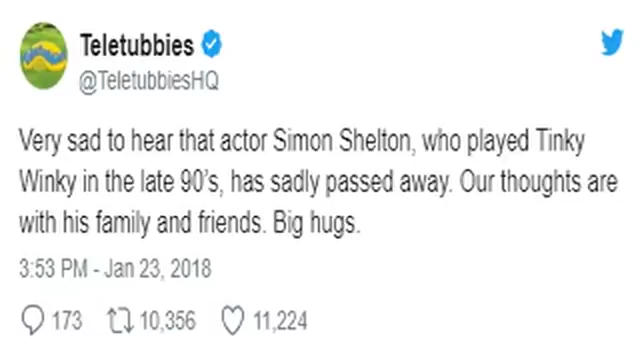 Teletubbies
@TeletubbiesHQ
Very sad to hear that actor Simon Shelton, who played Tinky
Winky in the late 90's, has sadly passed away. Our thoughts are
with his family and friends. Big hugs.
3:53 PM - Jan 23, 2018
173 10,356 11,224